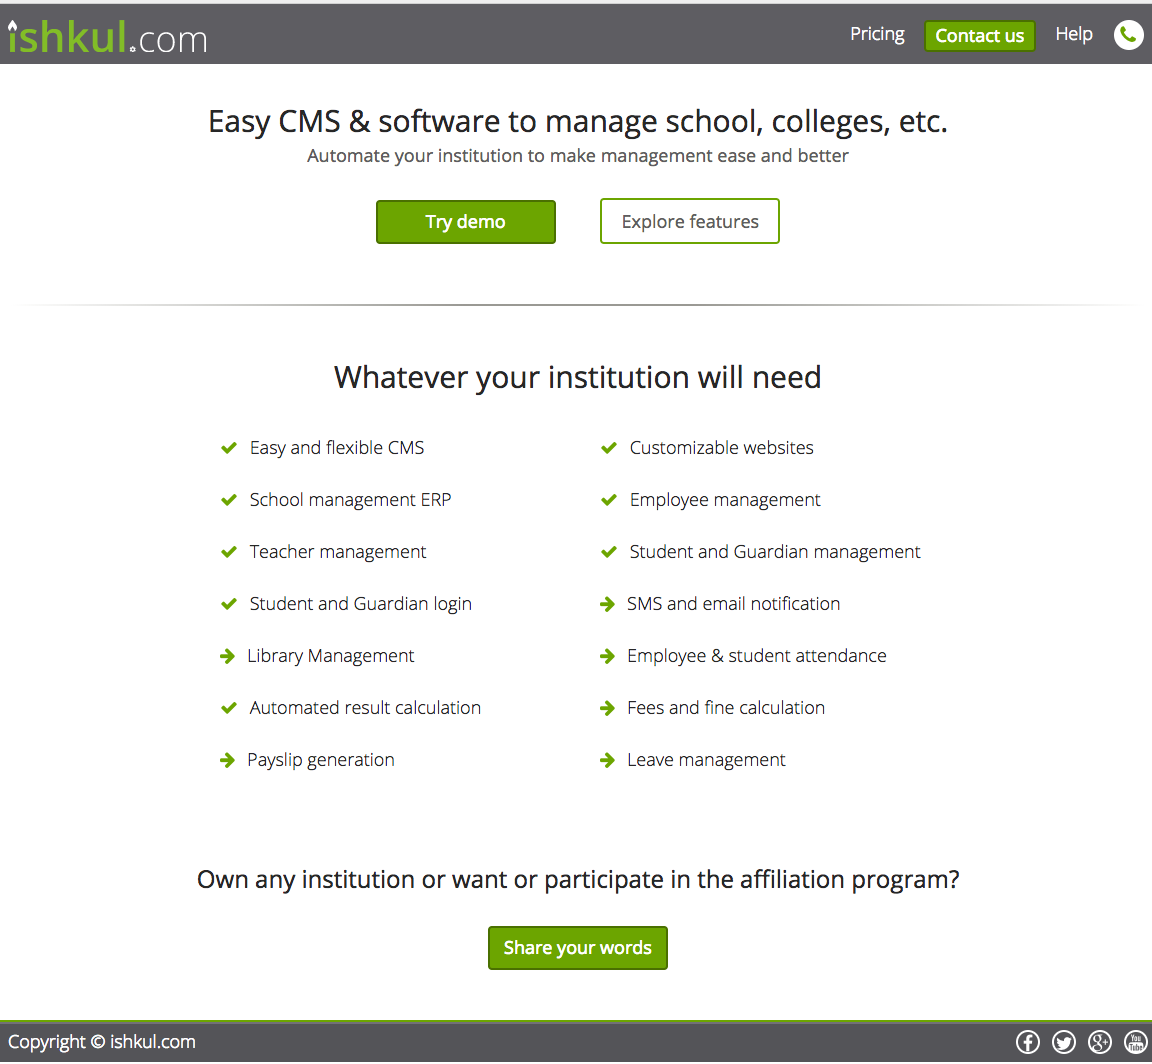 ishkul.com
Pricing
Contact us
Help
Easy CMS & software to manage school, colleges, etc.
Automate your institution to make management ease and better
Try demo
Explore features
Whatever your institution will need
Easy and flexible CMS
Customizable websites
School management ERP
Employee management
Teacher management
Student and Guardian management
Student and Guardian login
SMS and email notification
Library Management
Employee & student attendance
Automated result calculation
Fees and fine calculation
Payslip generation
Leave management
Own any institution or want or participate in the affiliation program?
Share your words
Copyright © ishkul.com
You Tube